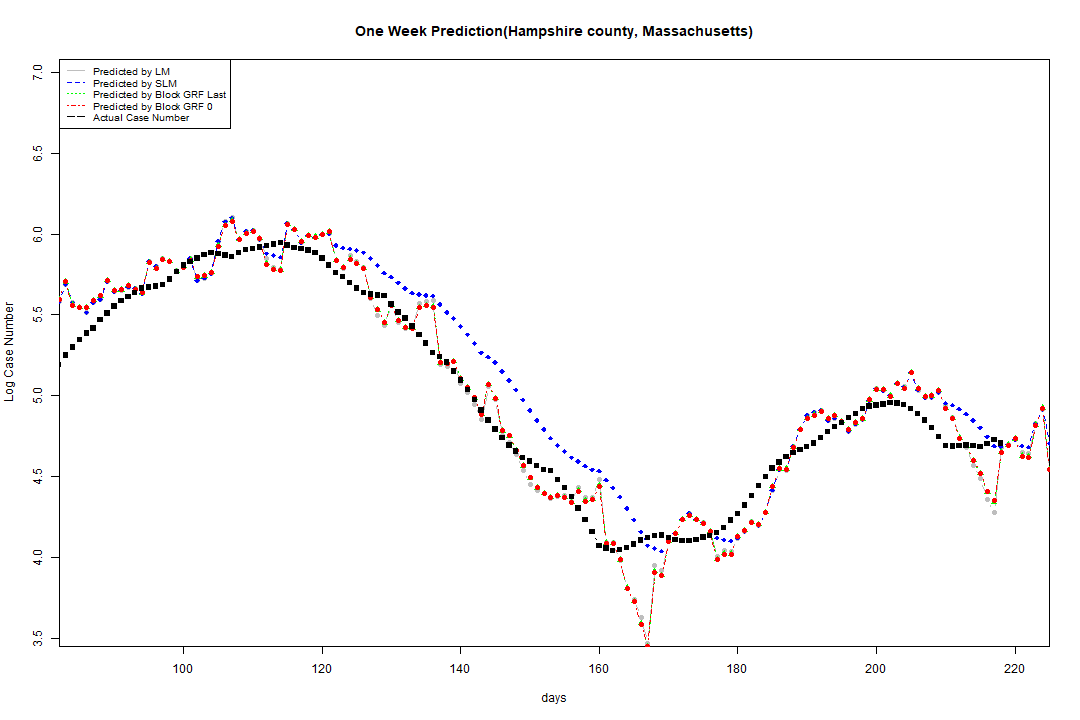 One Week Prediction(Hampshire county, Massachusetts)
Predicted by LM
Predicted by SLM
Predicted by Block GRF Last
Predicted by Block GRF 0
Actual Case Number
Log Case Number
7.0
6.5
6.0
5.5
5.0
4.5
4.0
3.5
100 120 140 160 180 200 220
days